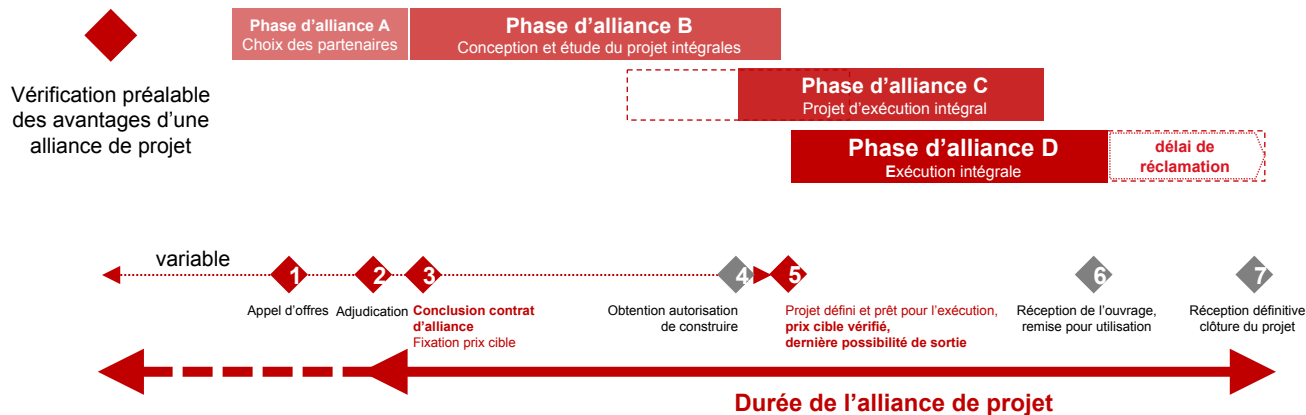 Vérification préalable
des avantages d'une
alliance de projet
Phase d'alliance A
Choix des partenaires
Phase d'alliance B
Conception et étude du projet intégrales
Phase d'alliance C
Projet d'exécution intégral
Phase d'alliance D
Exécution intégrale
délai de
réclamation
variable
1
2
3
4
5
6
7
Appel d'offres
Adjudication
Conclusion contrat
d'alliance
Fixation prix cible
Obtention autorisation
de construire
Projet défini et prêt pour l'exécution,
prix cible vérifié,
dernière possibilité de sortie
Réception de l'ouvrage,
remise pour utilisation
Réception définitive
clôture du projet
Durée de l'alliance de projet